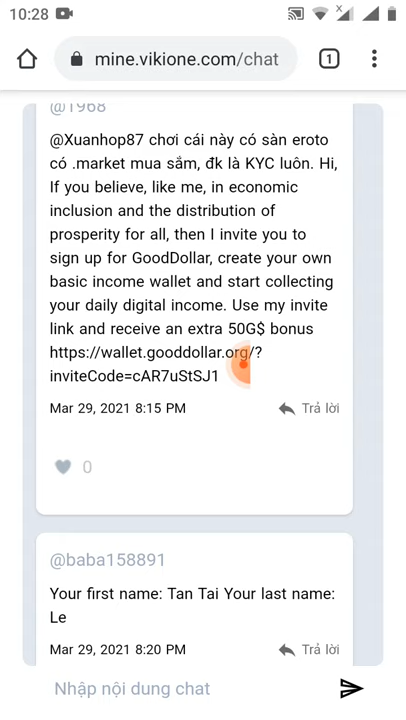 10:28
mine.vikione.com/chat
1
@1968
@Xuanhop87 chơi cái này có sàn eroto
có .market mua sắm, đk là KYC luôn. Hi,
If you believe, like me, in economic
inclusion and the distribution of
prosperity for all, then I invite you to
sign up for GoodDollar, create your own
basic income wallet and start collecting
your daily digital income. Use my invite
link and receive an extra 50G$ bonus
https://wallet.gooddollar.org/?
inviteCode=cAR7uStSJ1
Mar 29, 2021 8:15 PM
Trả lời
0
@baba158891
Your first name: Tan Tai Your last name:
Le
Mar 29, 2021 8:20 PM
Trả lời
Nhập nội dung chat